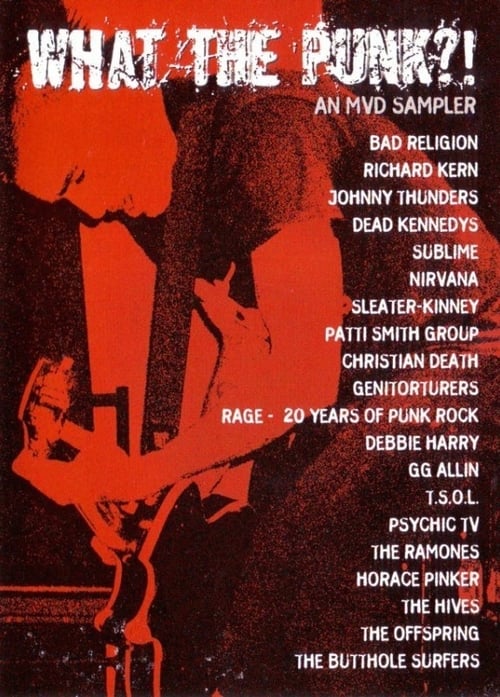 WHAT THE PUNK?!
AN MVD SAMPLER
BAD RELIGION
RICHARD KERN
JOHNNY THUNDERS
DEAD KENNEDYS
SUBLIME
NIRVANA
SLEATER-KINNEY
PATTI SMITH GROUP
CHRISTIAN DEATH
GENITORTURERS
RAGE - 20 YEARS OF PUNK ROCK
DEBBIE HARRY
GG ALLIN
T.S.O.L.
PSYCHIC TV
THE RAMONES
HORACE PINKER
THE HIVES
THE OFFSPRING
THE BUTTHOLE SURFERS